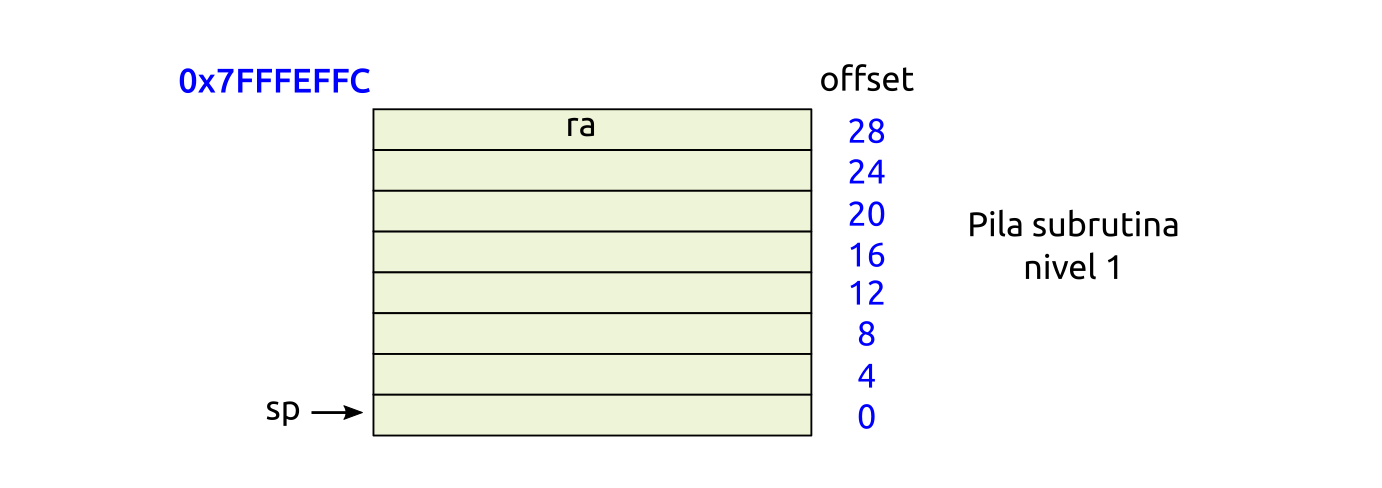 0x7FFFEFFC
offset
ra
28
24
20
16
12
8
4
sp
0
Pila subrutina
nivel 1